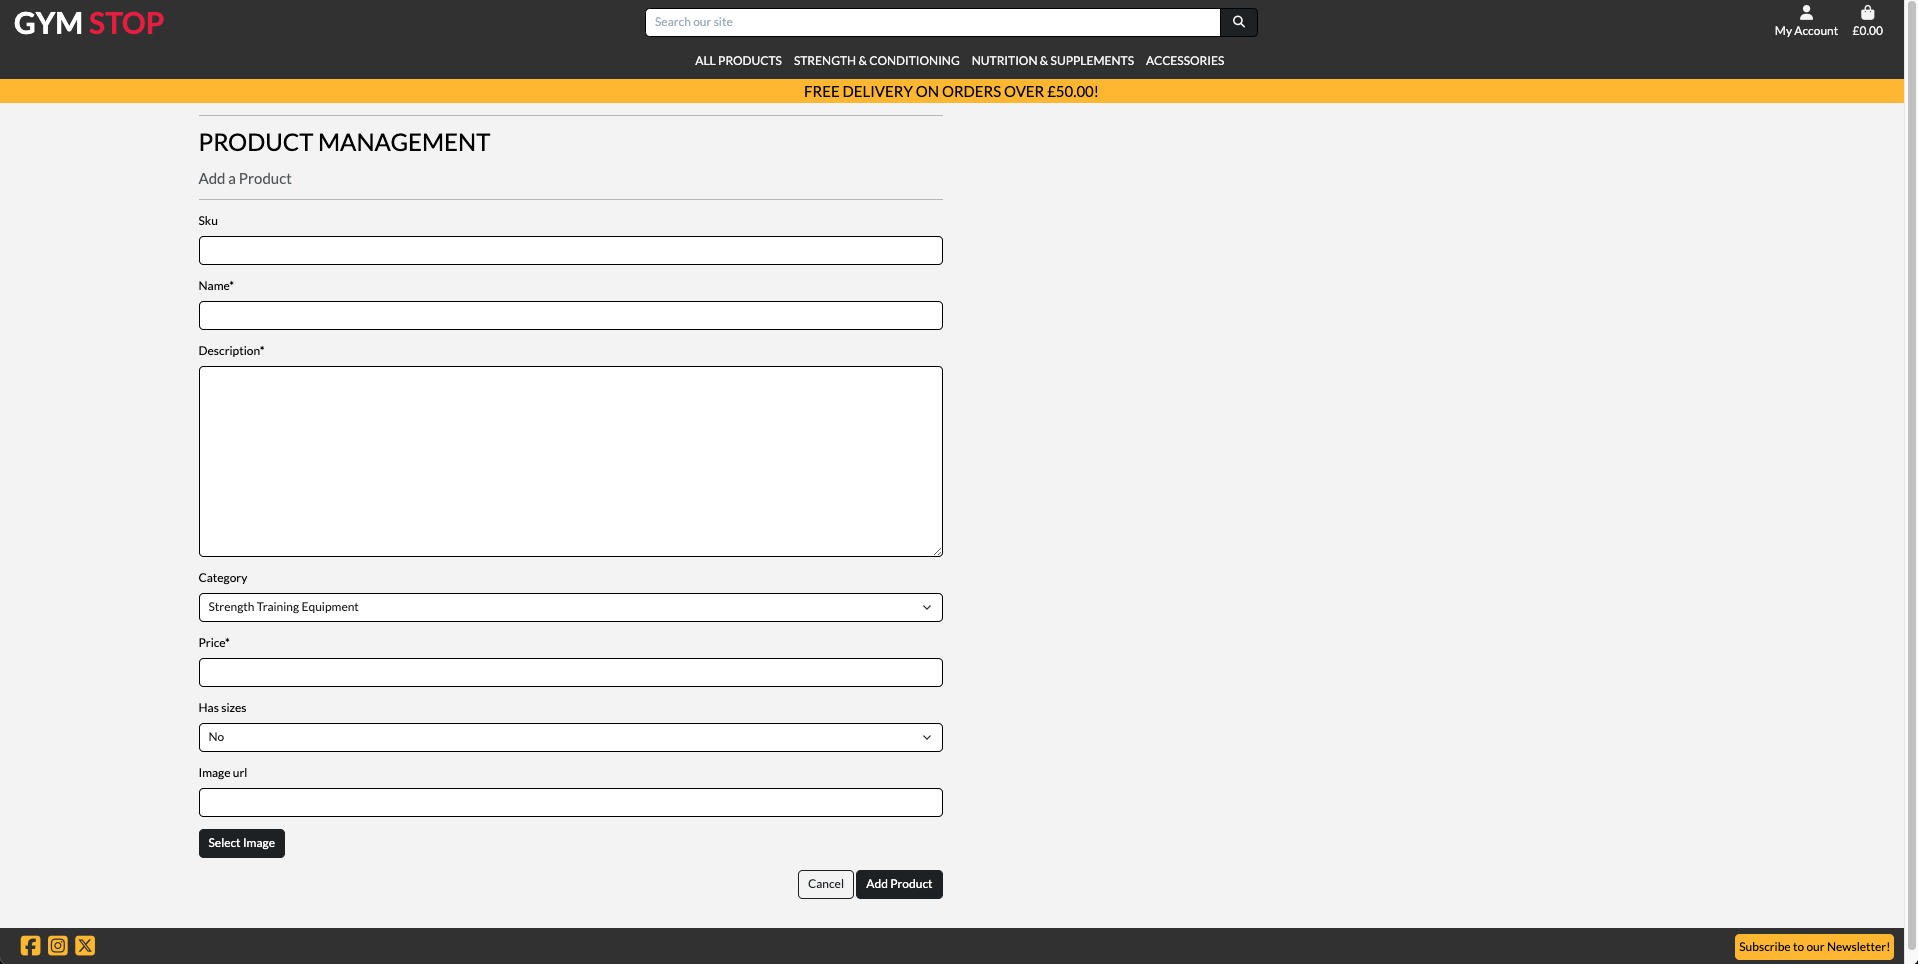 GYM STOP
Search our site
My Account £0.00
ALL PRODUCTS STRENGTH & CONDITIONING NUTRITION & SUPPLEMENTS ACCESSORIES
FREE DELIVERY ON ORDERS OVER £50.00!
PRODUCT MANAGEMENT
Add a Product
Sku
Name*
Description*
Category
Strength Training Equipment
Price*
Has sizes
No
Image url
Select Image
Cancel Add Product
Subscribe to our Newsletter!